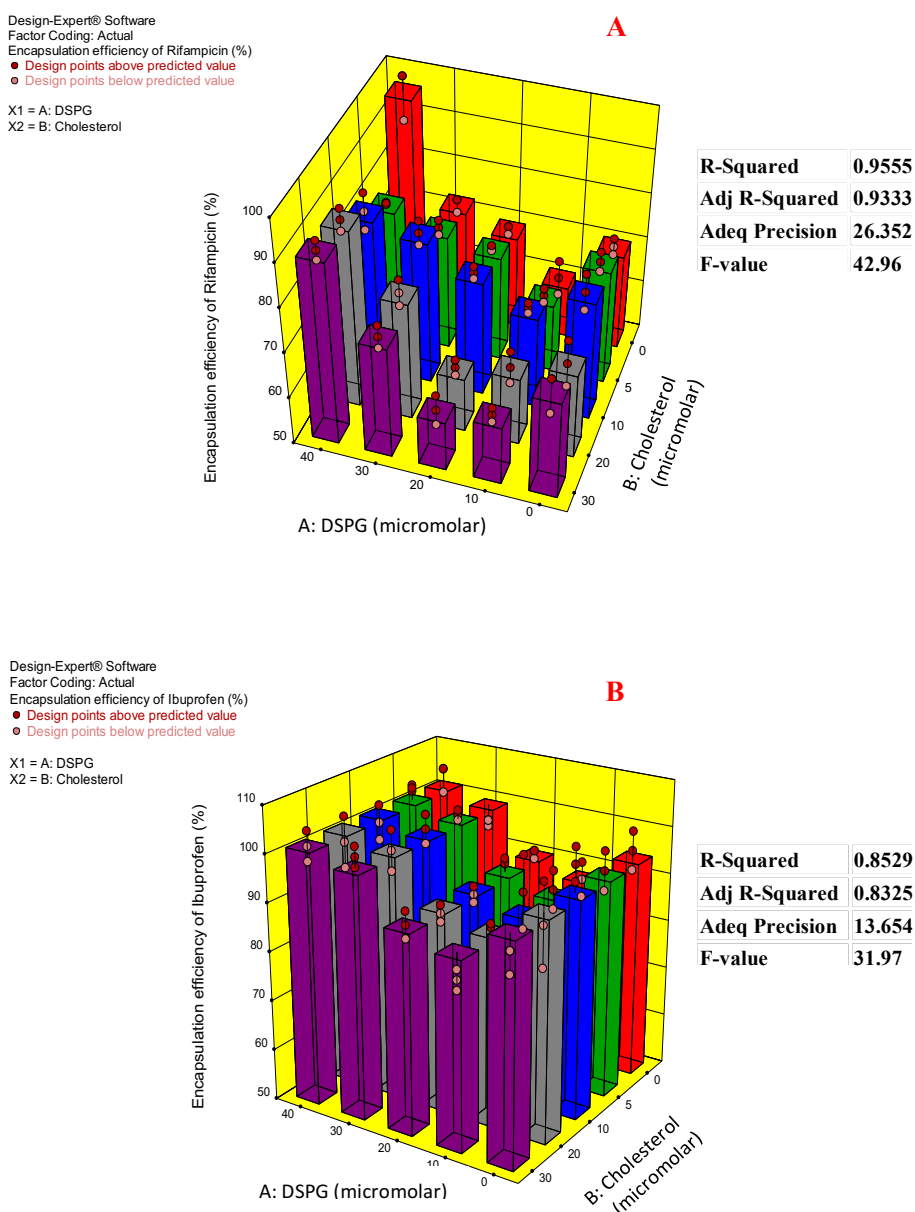 Design-Expert® Software
Factor Coding: Actual
Encapsulation efficiency of Rifampicin (%)
Design points above predicted value
Design points below predicted value
X1 = A: DSPG
X2 = B: Cholesterol
A
Encapsulation efficiency of Rifampicin (%)
100
90
80
70
60
50
40
30
20
10
0
A: DSPG (micromolar)
0
5
10
20
30
B: Cholesterol
(micromolar)
R-Squared 0.9555
Adj R-Squared 0.9333
Adeq Precision 26.352
F-value 42.96
Design-Expert® Software
Factor Coding: Actual
Encapsulation efficiency of Ibuprofen (%)
Design points above predicted value
Design points below predicted value
X1 = A: DSPG
X2 = B: Cholesterol
B
Encapsulation efficiency of Ibuprofen (%)
110
100
90
80
70
60
50
40
30
20
10
0
A: DSPG (micromolar)
0
5
10
20
30
B: Cholesterol
(micromolar)
R-Squared 0.8529
Adj R-Squared 0.8325
Adeq Precision 13.654
F-value 31.97